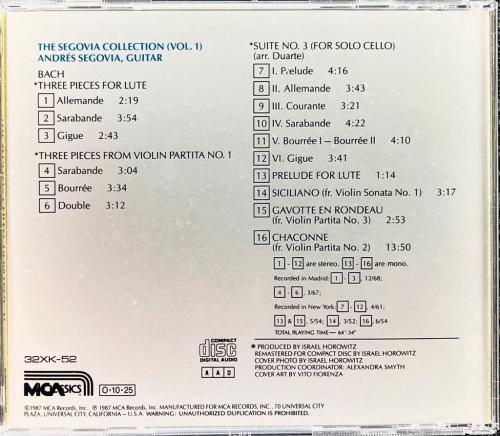 THE SEGOVIA COLLECTION (VOL. 1)
ANDRÉS SEGOVIA, GUITAR
BACH
*THREE PIECES FOR LUTE
1 Allemande 2:19
2 Sarabande 3:54
3 Gigue 2:43
*THREE PIECES FROM VIOLIN PARTITA NO. 1
4 Sarabande 3:04
5 Bourrée 3:34
6 Double 3:12
*SUITE NO. 3 (FOR SOLO CELLO)
(arr. Duarte)
7 I. Prelude 4:16
8 II. Allemande 3:43
9 III. Courante 3:21
10 IV. Sarabande 4:22
11 V. Bourrée I — Bourrée II 4:10
12 VI. Gigue 3:41
13 PRELUDE FOR LUTE 1:14
14 SICILIANO (fr. Violin Sonata No. 1) 3:17
15 GAVOTTE EN RONDEAU
(fr. Violin Partita No. 3) 2:53
16 CHACONNE
(fr. Violin Partita No. 2) 13:50
1 - 12 are stereo. 13 - 16 are mono.
Recorded in Madrid: 1 - 3, 12/68;
4 - 6, 3/67;
Recorded in New York: 7 - 12, 4/61;
13 & 15, 5/54; 14, 3/52; 16, 6/54
TOTAL PLAYING TIME — 64':34"
* PRODUCED BY ISRAEL HOROWITZ
REMASTERED FOR COMPACT DISC BY ISRAEL HOROWITZ
COVER PHOTO BY ISRAEL HOROWITZ
PRODUCTION COORDINATOR: ALEXANDRA SMYTH
COVER ART BY VITO FIORENZA
COMPACT
disc
DIGITAL AUDIO
A A D
32XK-52
MCA
O·10·25
©1987 MCA Records, Inc. ℗ 1987 MCA Records, Inc. MANUFACTURED FOR MCA RECORDS, INC., 70 UNIVERSAL CITY
PLAZA, UNIVERSAL CITY, CALIFORNIA – U.S.A. WARNING: UNAUTHORIZED DUPLICATION IS PROHIBITED.